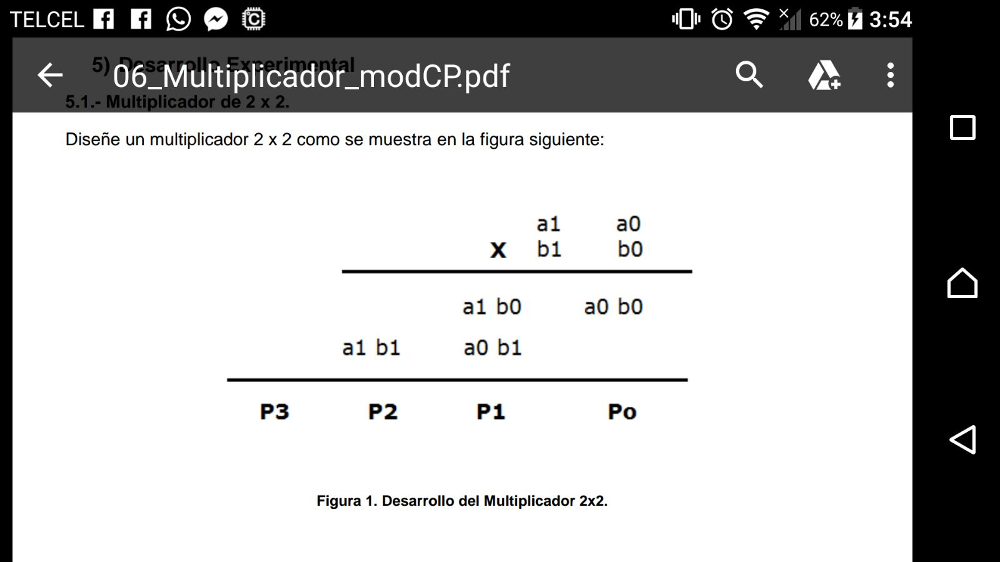 TELCEL 62% 3:54
5) Desarrollo Experimental
06_Multiplicador_modCP.pdf
5.1.- Multiplicador de 2 x 2.
Diseñe un multiplicador 2 x 2 como se muestra en la figura siguiente:
a1 a0
X b1 b0
a1 b0 a0 b0
a1 b1 a0 b1
P3 P2 P1 Po
Figura 1. Desarrollo del Multiplicador 2x2.